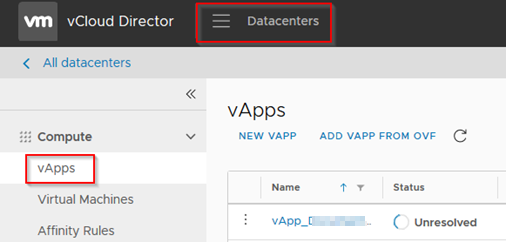 vm vCloud Director Datacenters
All datacenters
Compute
vApps
Virtual Machines
Affinity Rules
vApps
NEW VAPP ADD VAPP FROM OVF
Name Status
vApp_ Unresolved